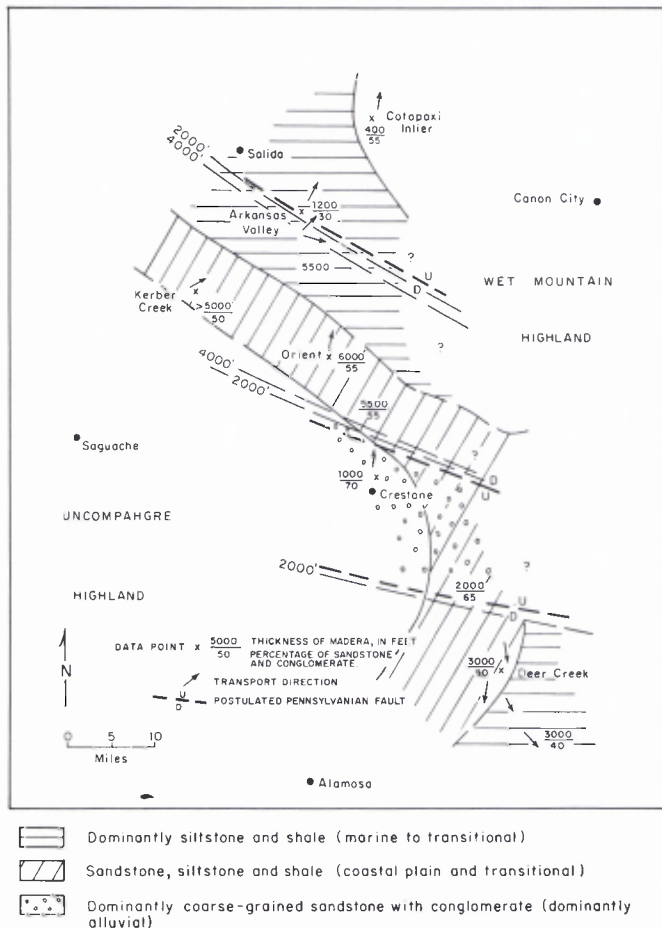 Cotopaxi
Inlier
x
400
55
2000'
4000'
Salida
Canon City
x 1200
30
Arkansas
Valley
?
5500
U
D
WET MOUNTAIN
HIGHLAND
Kerber
Creek
x
>5000
50
?
Orient x 6000
55
4000'
2000'
5500
55
Saguache
?
D
U
1000
70
x
Crestone
UNCOMPAHGRE
HIGHLAND
2000'
2000'
65
?
U
D
DATA POINT x 5000 THICKNESS OF MADERA, IN FEET
50 PERCENTAGE OF SANDSTONE
AND CONGLOMERATE
TRANSPORT DIRECTION
U
D
POSTULATED PENNSYLVANIAN FAULT
N
3000
x
Deer Creek
3000
40
0 5 10
Miles
Alamosa
Dominantly siltstone and shale (marine to transitional)
Sandstone, siltstone and shale (coastal plain and transitional)
Dominantly coarse-grained sandstone with conglomerate (dominantly
alluvial)